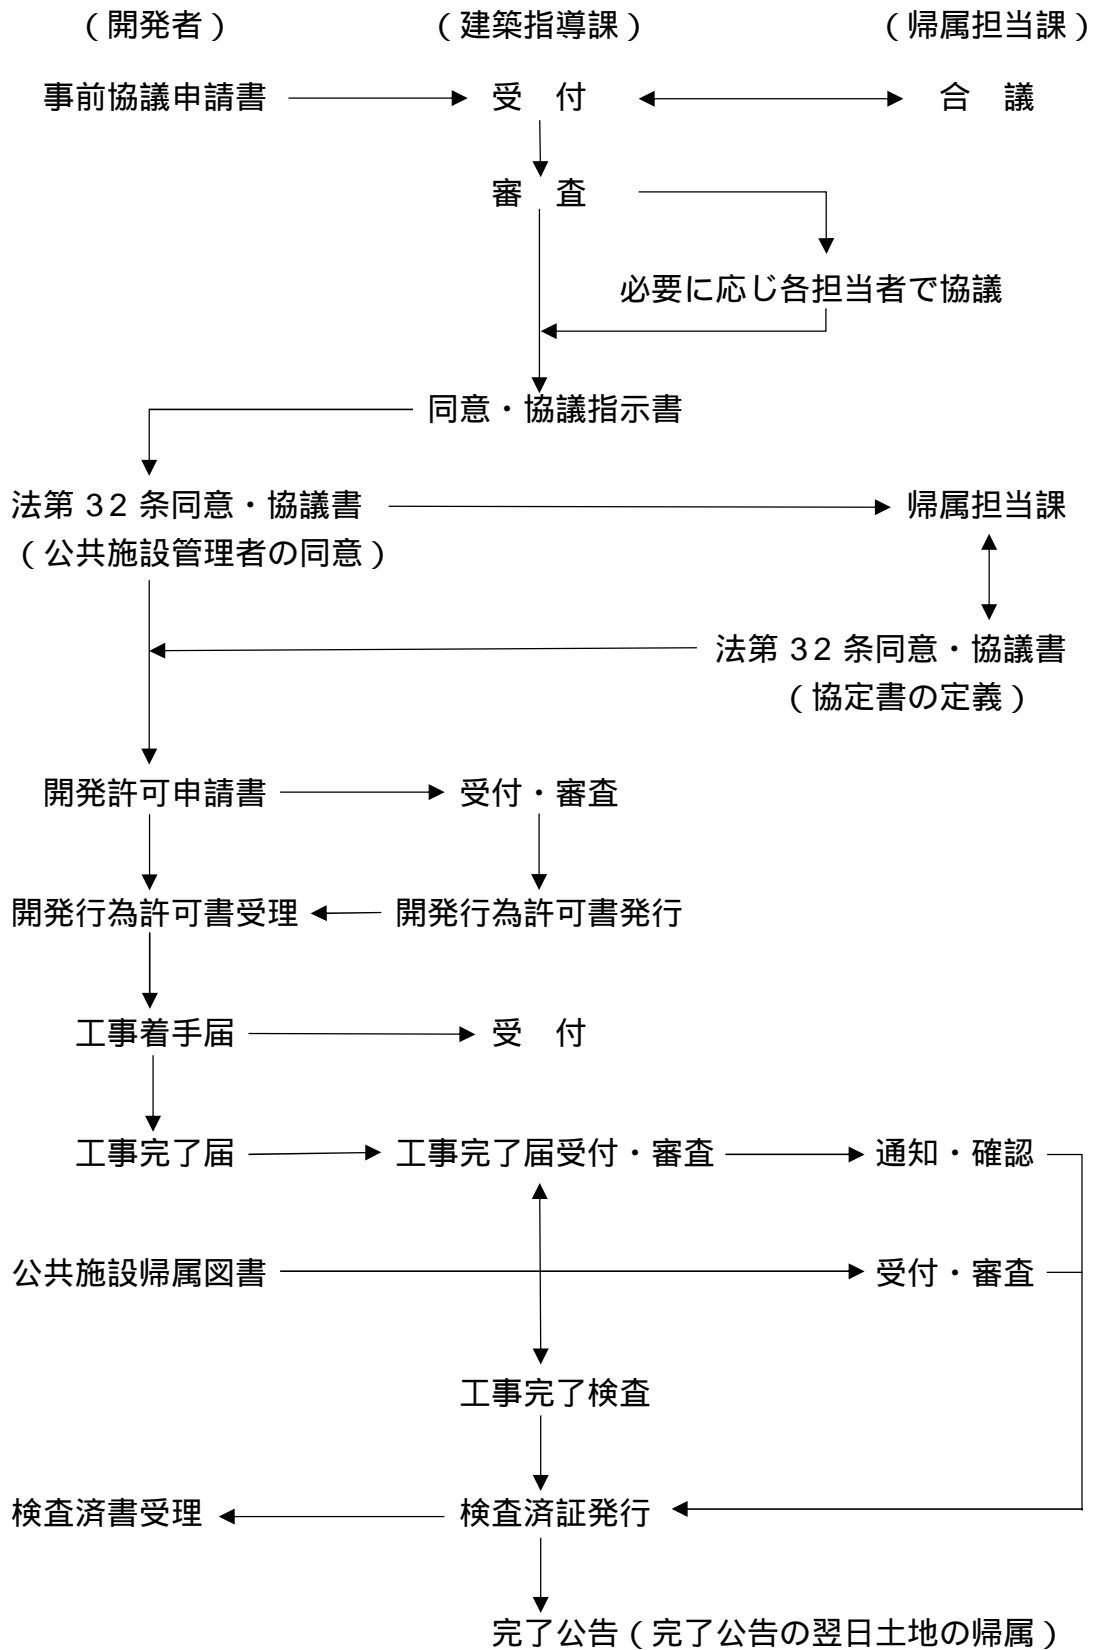 （開発者）　（建築指導課）　（帰属担当課）
事前協議申請書　受　付　合　議
審　査
必要に応じ各担当者で協議
同意・協議指示書
法第 32 条同意・協議書　帰属担当課
（公共施設管理者の同意）
法第 32 条同意・協議書
（協定書の定義）
開発許可申請書　受付・審査
開発行為許可書受理　開発行為許可書発行
工事着手届　受　付
工事完了届　工事完了届受付・審査　通知・確認
公共施設帰属図書　受付・審査
工事完了検査
検査済書受理　検査済証発行
完了公告（完了公告の翌日土地の帰属）